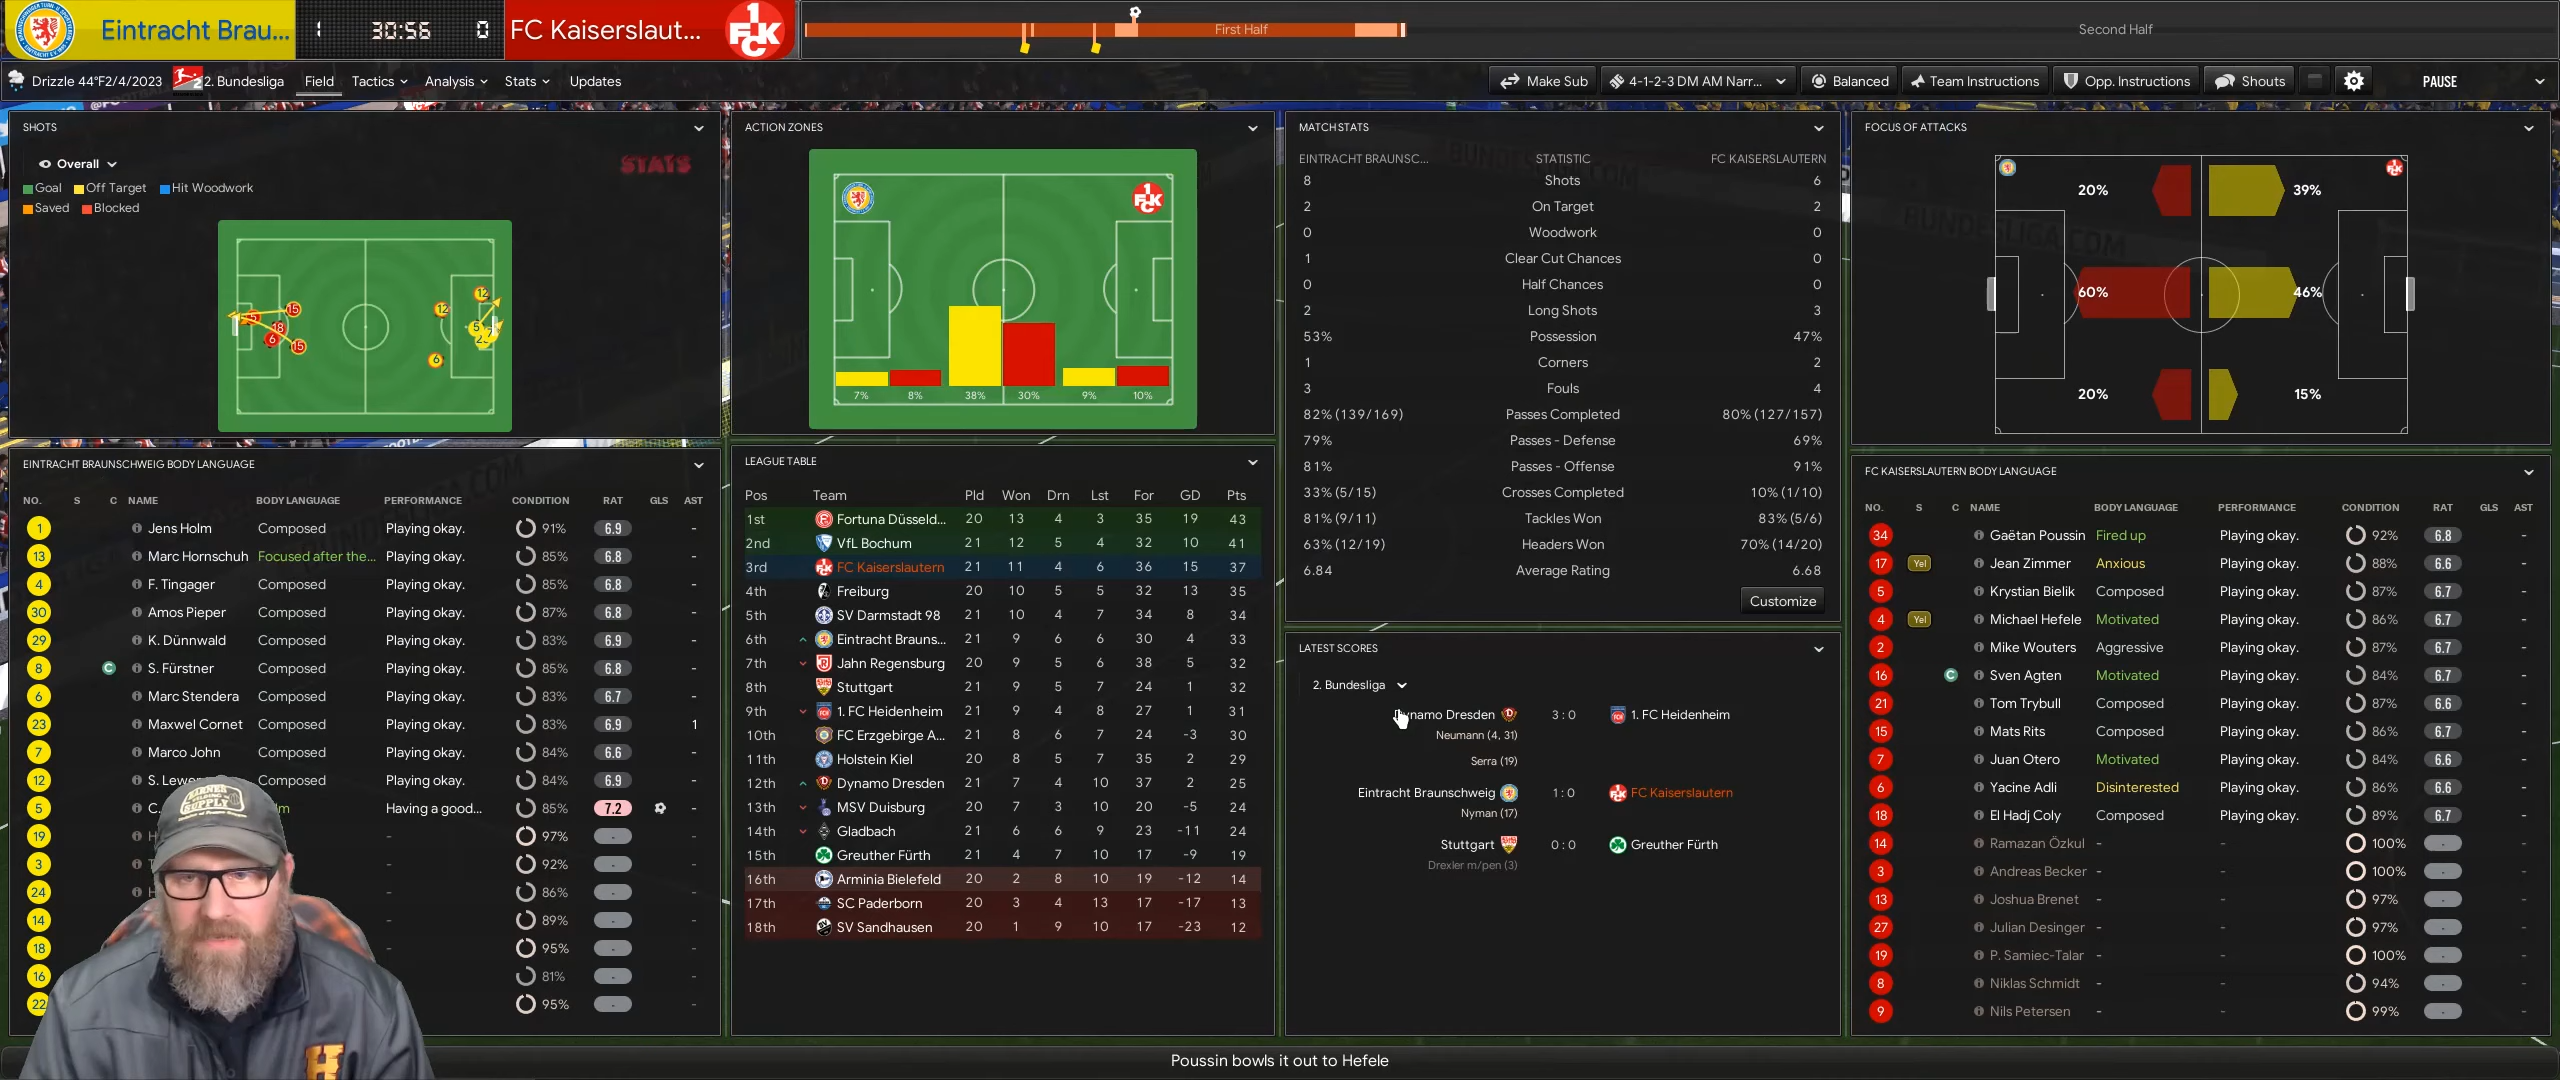 Eintracht Brau...
1
30:56
0
FC Kaiserslaut...
First Half
Second Half
Drizzle 44°F2/4/2023
2. Bundesliga
Field
Tactics
Analysis
Stats
Updates
Make Sub
4-1-2-3 DM AM Narr...
Balanced
Team Instructions
Opp. Instructions
Shouts
PAUSE
SHOTS
Overall
STATS
Goal Off Target Hit Woodwork
Saved Blocked
15
18
6
15
12
12
5
6
ACTION ZONES
7% 8% 38% 30% 9% 10%
MATCH STATS
EINTRACHT BRAUNSC... STATISTIC FC KAISERSLAUTERN
8 Shots 6
2 On Target 2
0 Woodwork 0
1 Clear Cut Chances 0
0 Half Chances 0
2 Long Shots 3
53% Possession 47%
1 Corners 2
3 Fouls 4
82% (139/169) Passes Completed 80% (127/157)
79% Passes - Defense 69%
81% Passes - Offense 91%
33% (5/15) Crosses Completed 10% (1/10)
81% (9/11) Tackles Won 83% (5/6)
63% (12/19) Headers Won 70% (14/20)
6.84 Average Rating 6.68
Customize
FOCUS OF ATTACKS
20% 39%
60% 46%
20% 15%
EINTRACHT BRAUNSCHWEIG BODY LANGUAGE
NO. S C NAME BODY LANGUAGE PERFORMANCE CONDITION RAT GLS AST
1 Jens Holm Composed Playing okay. 91% 6.9 -
13 Marc Hornschuh Focused after the... Playing okay. 85% 6.8 -
4 F. Tingager Composed Playing okay. 85% 6.8 -
30 Amos Pieper Composed Playing okay. 87% 6.8 -
29 K. Dünnwald Composed Playing okay. 83% 6.9 -
8 C S. Fürstner Composed Playing okay. 85% 6.8 -
6 Marc Stendera Composed Playing okay. 83% 6.7 -
23 Maxwel Cornet Composed Playing okay. 83% 6.9 1
7 Marco John Composed Playing okay. 84% 6.6 -
12 S. Lewer Composed Playing okay. 84% 6.9 -
5 C. lm Having a good... 85% 7.2 -
19 H - 97% - -
3 T - 92% - -
24 H - 86% - -
14 - 89% - -
18 - 95% - -
16 - 81% - -
22 - 95% - -
SUPPLY
H
LEAGUE TABLE
Pos Team Pld Won Drn Lst For GD Pts
1st Fortuna Düsseld... 20 13 4 3 35 19 43
2nd VfL Bochum 21 12 5 4 32 10 41
3rd FC Kaiserslautern 21 11 4 6 36 15 37
4th Freiburg 20 10 5 5 32 13 35
5th SV Darmstadt 98 21 10 4 7 34 8 34
6th Eintracht Brauns... 21 9 6 6 30 4 33
7th Jahn Regensburg 20 9 5 6 38 5 32
8th Stuttgart 21 9 5 7 24 1 32
9th 1. FC Heidenheim 21 9 4 8 27 1 31
10th FC Erzgebirge A... 21 8 6 7 24 -3 30
11th Holstein Kiel 20 8 5 7 35 2 29
12th Dynamo Dresden 21 7 4 10 37 2 25
13th MSV Duisburg 20 7 3 10 20 -5 24
14th Gladbach 21 6 6 9 23 -11 24
15th Greuther Fürth 21 4 7 10 17 -9 19
16th Arminia Bielefeld 20 2 8 10 19 -12 14
17th SC Paderborn 20 3 4 13 17 -17 13
18th SV Sandhausen 20 1 9 10 17 -23 12
LATEST SCORES
2. Bundesliga
ynamo Dresden 3 : 0 1. FC Heidenheim
Neumann (4, 31)
Serra (19)
Eintracht Braunschweig 1 : 0 FC Kaiserslautern
Nyman (17)
Stuttgart 0 : 0 Greuther Fürth
Drexler m/pen (3)
FC KAISERSLAUTERN BODY LANGUAGE
NO. S C NAME BODY LANGUAGE PERFORMANCE CONDITION RAT GLS AST
34 Gaëtan Poussin Fired up Playing okay. 92% 6.8 -
17 Yel Jean Zimmer Anxious Playing okay. 88% 6.6 -
5 Krystian Bielik Composed Playing okay. 87% 6.7 -
4 Yel Michael Hefele Motivated Playing okay. 86% 6.7 -
2 Mike Wouters Aggressive Playing okay. 87% 6.7 -
16 C Sven Agten Motivated Playing okay. 84% 6.7 -
21 Tom Trybull Composed Playing okay. 87% 6.6 -
15 Mats Rits Composed Playing okay. 86% 6.7 -
7 Juan Otero Motivated Playing okay. 84% 6.6 -
6 Yacine Adli Disinterested Playing okay. 86% 6.6 -
18 El Hadj Coly Composed Playing okay. 89% 6.7 -
14 Ramazan Özkul - - 100% - -
3 Andreas Becker - - 100% - -
13 Joshua Brenet - - 97% - -
27 Julian Desinger - - 97% - -
19 P. Samiec-Talar - - 100% - -
8 Niklas Schmidt - - 94% - -
9 Nils Petersen - - 99% - -
Poussin bowls it out to Hefele